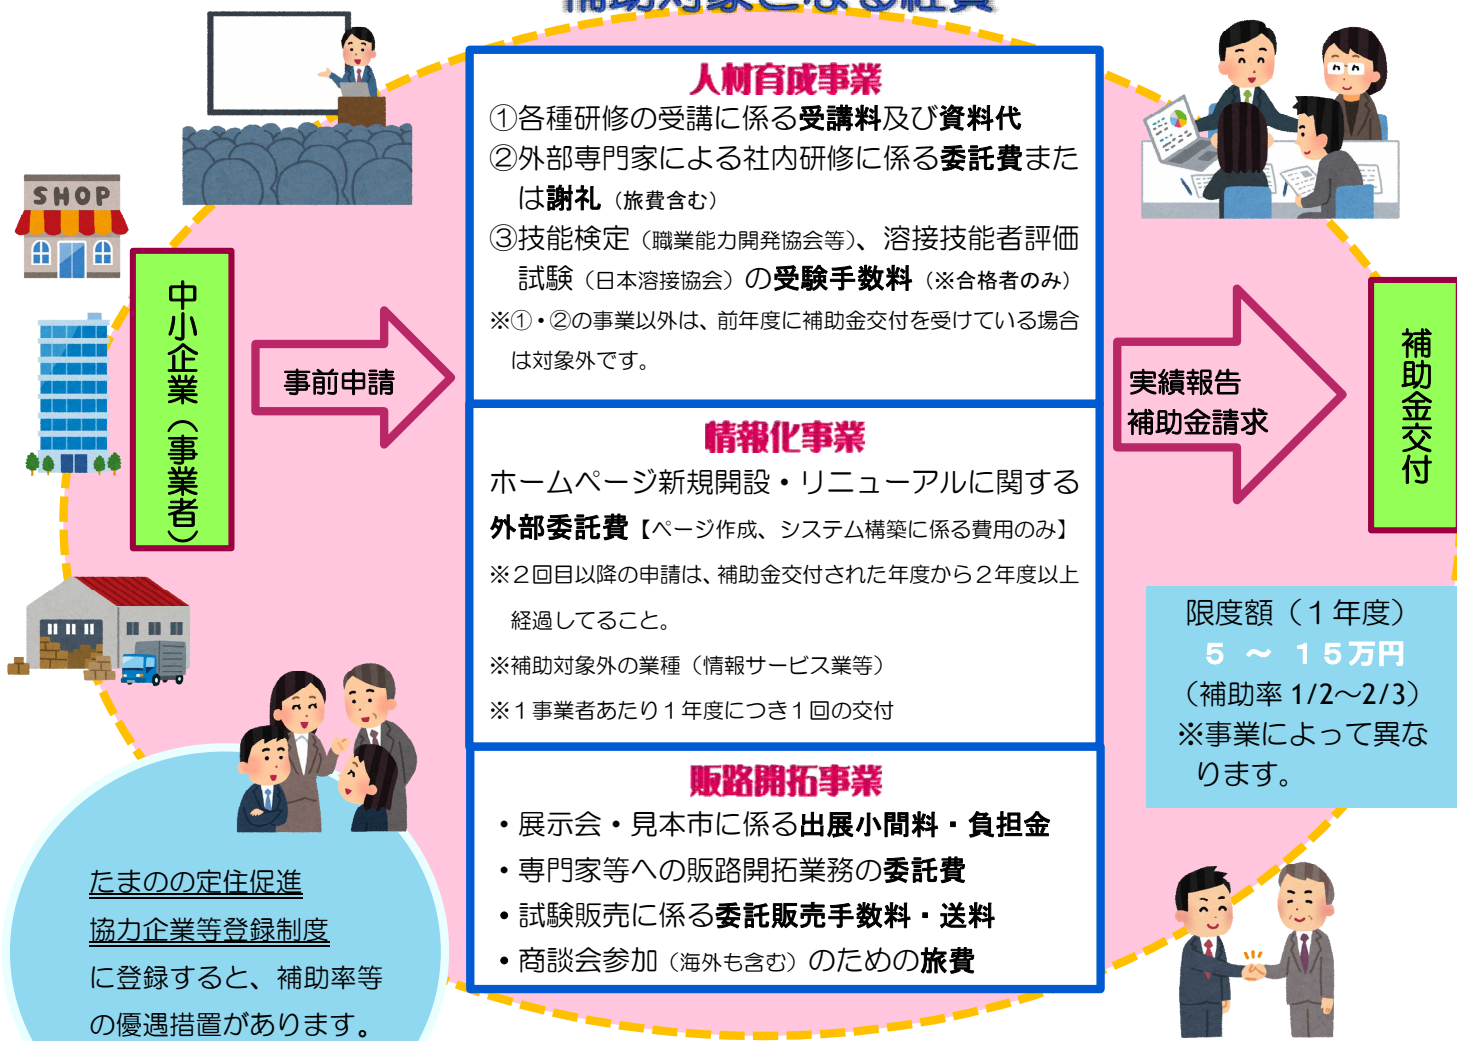 補助対象となる経費
SHOP
中小企業（事業者）
事前申請
人材育成事業
①各種研修の受講に係る受講料及び資料代
②外部専門家による社内研修に係る委託費また
は謝礼（旅費含む）
③技能検定（職業能力開発協会等）、溶接技能者評価
試験（日本溶接協会）の受験手数料（※合格者のみ）
※①・②の事業以外は、前年度に補助金交付を受けている場合
は対象外です。
情報化事業
ホームページ新規開設・リニューアルに関する
外部委託費【ページ作成、システム構築に係る費用のみ】
※２回目以降の申請は、補助金交付された年度から２年度以上
経過してること。
※補助対象外の業種（情報サービス業等）
※１事業者あたり１年度につき１回の交付
販路開拓事業
・展示会・見本市に係る出展小間料・負担金
・専門家等への販路開拓業務の委託費
・試験販売に係る委託販売手数料・送料
・商談会参加（海外も含む）のための旅費
実績報告
補助金請求
補助金交付
限度額（１年度）
５ ～ １５万円
（補助率 1/2～2/3）
※事業によって異な
ります。
たまのの定住促進
協力企業等登録制度
に登録すると、補助率等
の優遇措置があります。